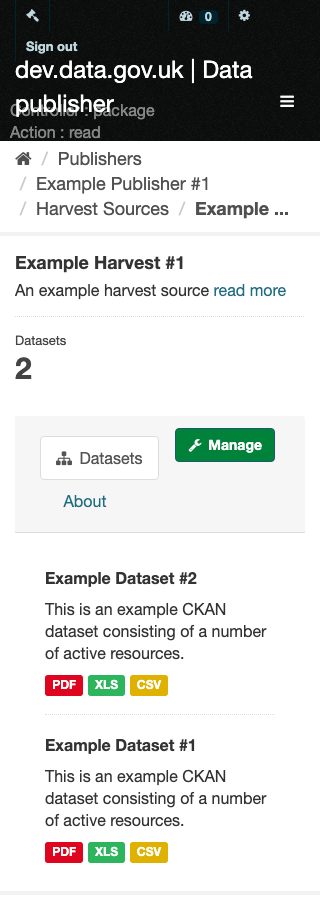 0
Sign out
dev.data.gov.uk | Data
publisher
Controller : package
Action : read
/ Publishers
/ Example Publisher #1
/ Harvest Sources / Example ...
Example Harvest #1
An example harvest source read more
Datasets
2
Datasets
Manage
About
Example Dataset #2
This is an example CKAN
dataset consisting of a number
of active resources.
PDF XLS CSV
Example Dataset #1
This is an example CKAN
dataset consisting of a number
of active resources.
PDF XLS CSV